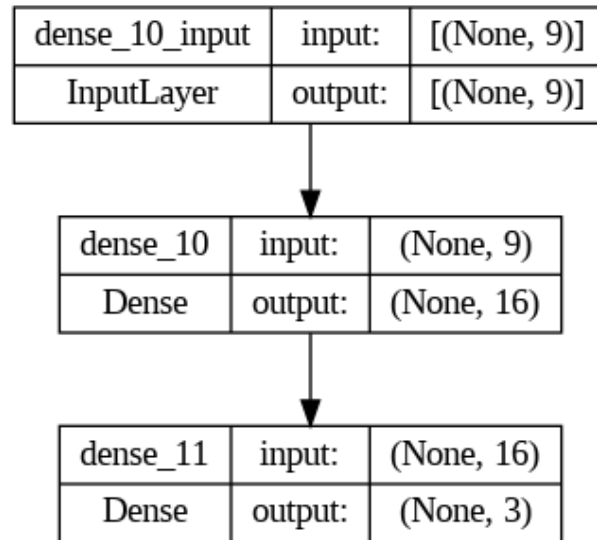 dense_10_input input: [(None, 9)]
InputLayer output: [(None, 9)]
dense_10 input: (None, 9)
Dense output: (None, 16)
dense_11 input: (None, 16)
Dense output: (None, 3)